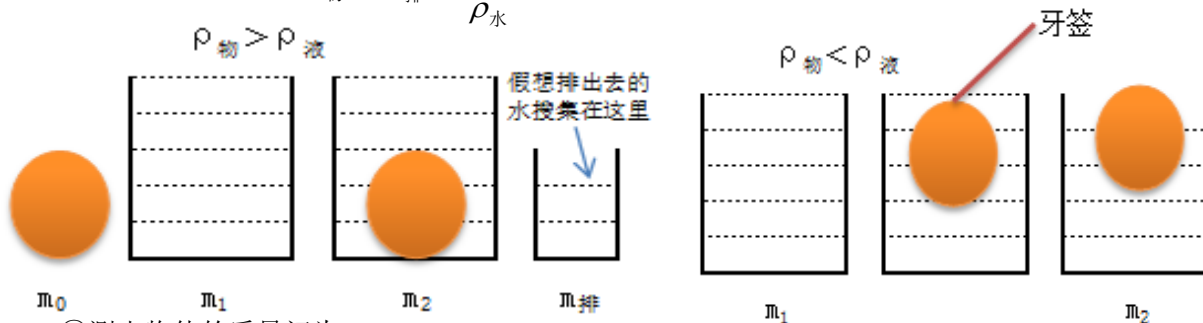 ρ水
ρ物>ρ液
假想排出去的
水搜集在这里
m0
m1
m2
m排
牙签
ρ物<ρ液
m1
m2